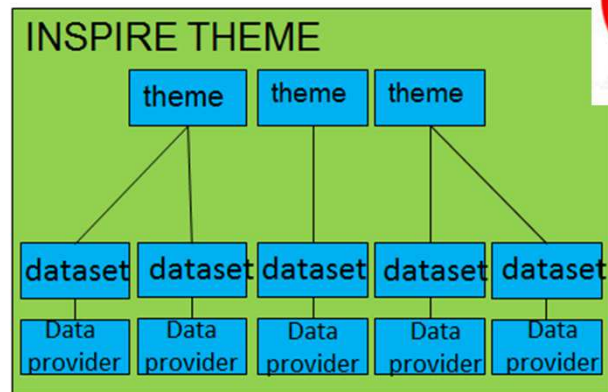 INSPIRE THEME
theme theme theme
dataset dataset dataset dataset dataset
Data Data Data Data Data
provider provider provider provider provider